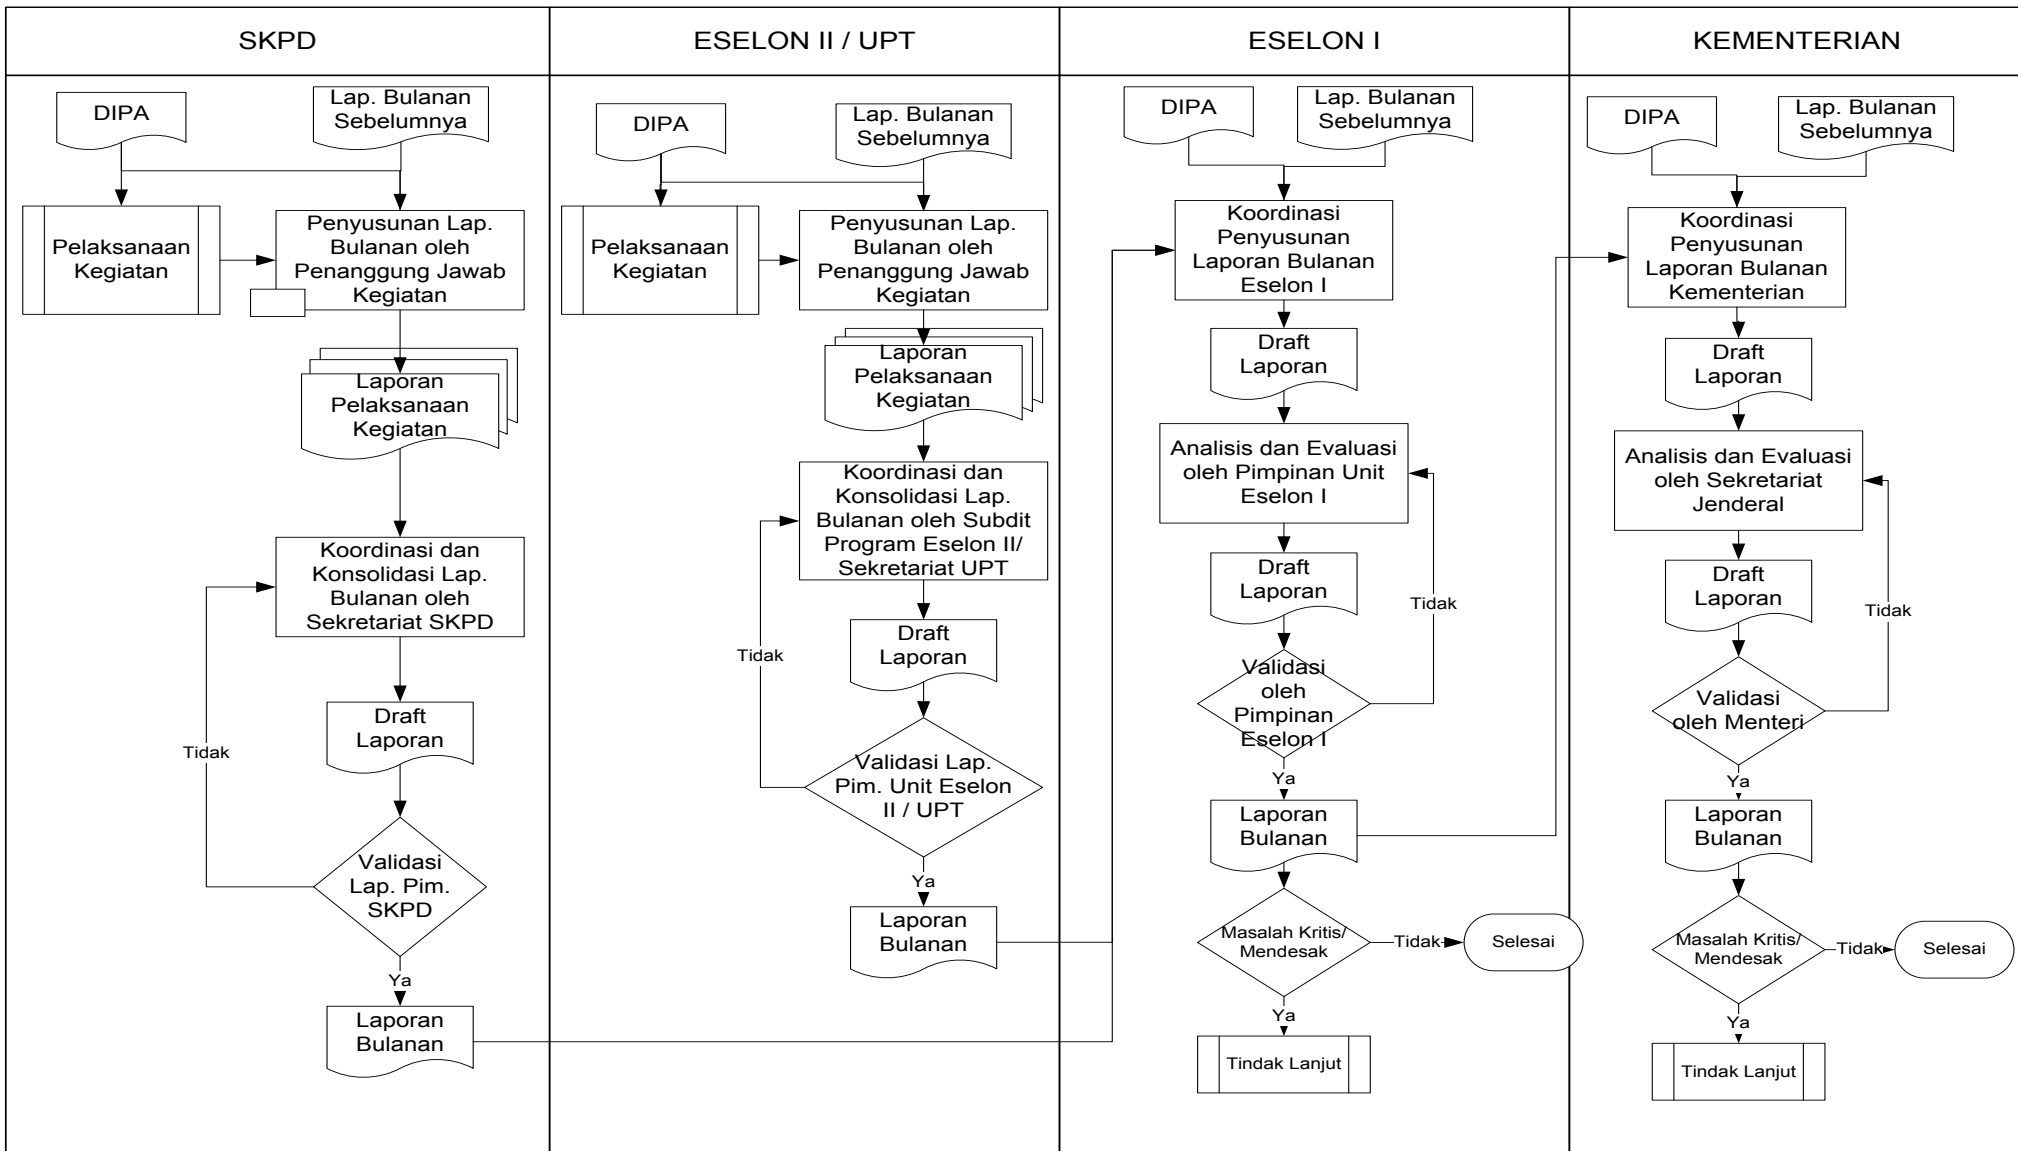 SKPD
ESELON II / UPT
ESELON I
KEMENTERIAN
DIPA
Lap. Bulanan
Sebelumnya
Pelaksanaan
Kegiatan
Penyusunan Lap.
Bulanan oleh
Penanggung Jawab
Kegiatan
Laporan
Pelaksanaan
Kegiatan
Koordinasi dan
Konsolidasi Lap.
Bulanan oleh
Sekretariat SKPD
Tidak
Draft
Laporan
Validasi
Lap. Pim.
SKPD
Ya
Laporan
Bulanan
DIPA
Lap. Bulanan
Sebelumnya
Pelaksanaan
Kegiatan
Penyusunan Lap.
Bulanan oleh
Penanggung Jawab
Kegiatan
Laporan
Pelaksanaan
Kegiatan
Koordinasi dan
Konsolidasi Lap.
Bulanan oleh Subdit
Program Eselon II/
Sekretariat UPT
Tidak
Draft
Laporan
Validasi Lap.
Pim. Unit Eselon
II / UPT
Ya
Laporan
Bulanan
DIPA
Lap. Bulanan
Sebelumnya
Koordinasi
Penyusunan
Laporan Bulanan
Eselon I
Draft
Laporan
Analisis dan Evaluasi
oleh Pimpinan Unit
Eselon I
Draft
Laporan
Tidak
Validasi
oleh
Pimpinan
Eselon I
Ya
Laporan
Bulanan
Masalah Kritis/
Mendesak
Tidak
Selesai
Ya
Tindak Lanjut
DIPA
Lap. Bulanan
Sebelumnya
Koordinasi
Penyusunan
Laporan Bulanan
Kementerian
Draft
Laporan
Analisis dan Evaluasi
oleh Sekretariat
Jenderal
Draft
Laporan
Tidak
Validasi
oleh Menteri
Ya
Laporan
Bulanan
Masalah Kritis/
Mendesak
Tidak
Selesai
Ya
Tindak Lanjut